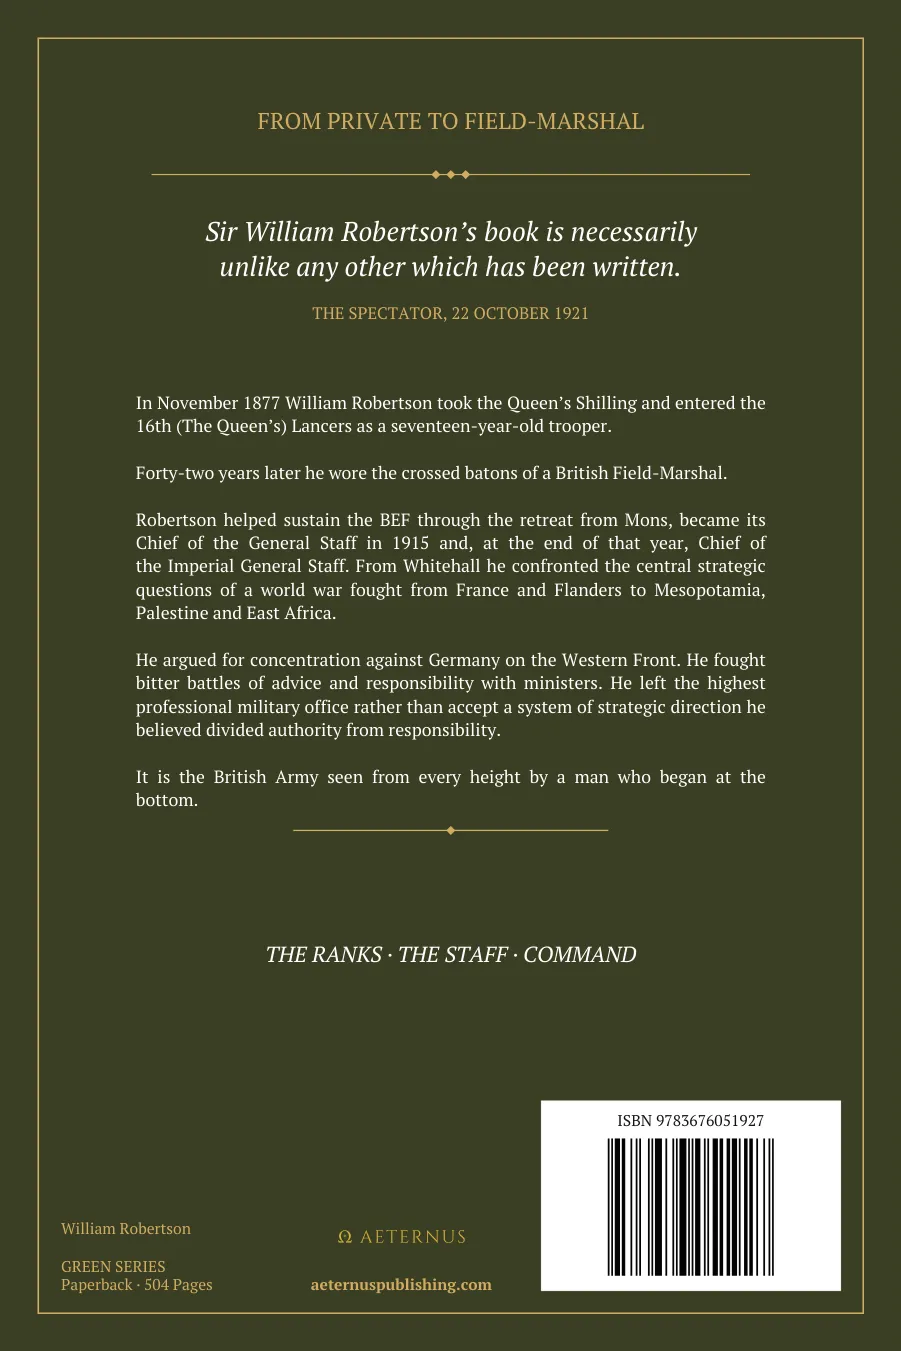 FROM PRIVATE TO FIELD-MARSHAL
Sir William Robertson’s book is necessarily
unlike any other which has been written.
THE SPECTATOR, 22 OCTOBER 1921
In November 1877 William Robertson took the Queen’s Shilling and entered the
16th (The Queen’s) Lancers as a seventeen-year-old trooper.
Forty-two years later he wore the crossed batons of a British Field-Marshal.
Robertson helped sustain the BEF through the retreat from Mons, became its
Chief of the General Staff in 1915 and, at the end of that year, Chief of
the Imperial General Staff. From Whitehall he confronted the central strategic
questions of a world war fought from France and Flanders to Mesopotamia,
Palestine and East Africa.
He argued for concentration against Germany on the Western Front. He fought
bitter battles of advice and responsibility with ministers. He left the highest
professional military office rather than accept a system of strategic direction he
believed divided authority from responsibility.
It is the British Army seen from every height by a man who began at the
bottom.
THE RANKS · THE STAFF · COMMAND
ISBN 9783676051927
William Robertson
GREEN SERIES
Paperback · 504 Pages
Ω AETERNUS
aeternuspublishing.com